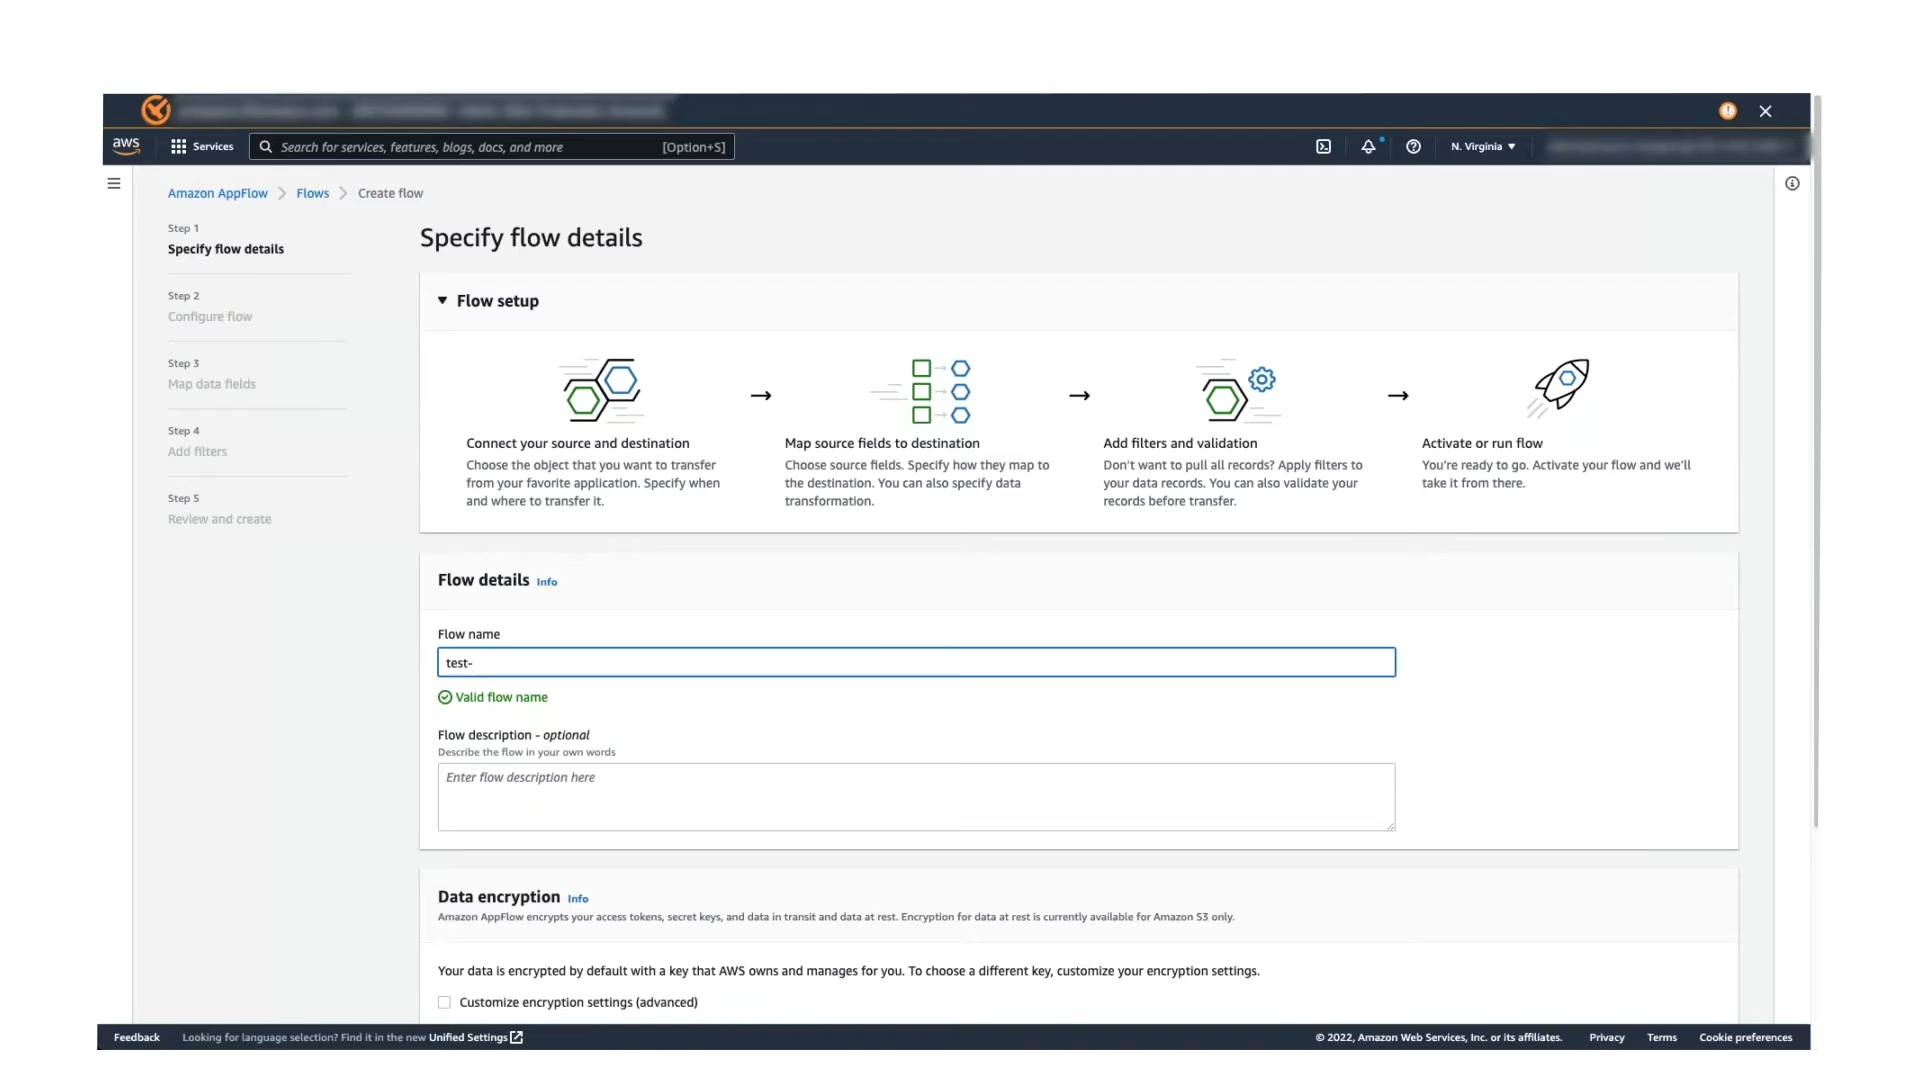 aws
Services
Search for services, features, blogs, docs, and more [Option+S]
N. Virginia
Amazon AppFlow
Flows
Create flow
Step 1
Specify flow details
Step 2
Configure flow
Step 3
Map data fields
Step 4
Add filters
Step 5
Review and create
Specify flow details
Flow setup
Connect your source and destination
Choose the object that you want to transfer
from your favorite application. Specify when
and where to transfer it.
Map source fields to destination
Choose source fields. Specify how they map to
the destination. You can also specify data
transformation.
Add filters and validation
Don't want to pull all records? Apply filters to
your data records. You can also validate your
records before transfer.
Activate or run flow
You're ready to go. Activate your flow and we'll
take it from there.
Flow details Info
Flow name
test-
Valid flow name
Flow description - optional
Describe the flow in your own words
Enter flow description here
Data encryption Info
Amazon AppFlow encrypts your access tokens, secret keys, and data in transit and data at rest. Encryption for data at rest is currently available for Amazon S3 only.
Your data is encrypted by default with a key that AWS owns and manages for you. To choose a different key, customize your encryption settings.
Customize encryption settings (advanced)
Feedback
Looking for language selection? Find it in the new Unified Settings
© 2022, Amazon Web Services, Inc. or its affiliates.
Privacy
Terms
Cookie preferences